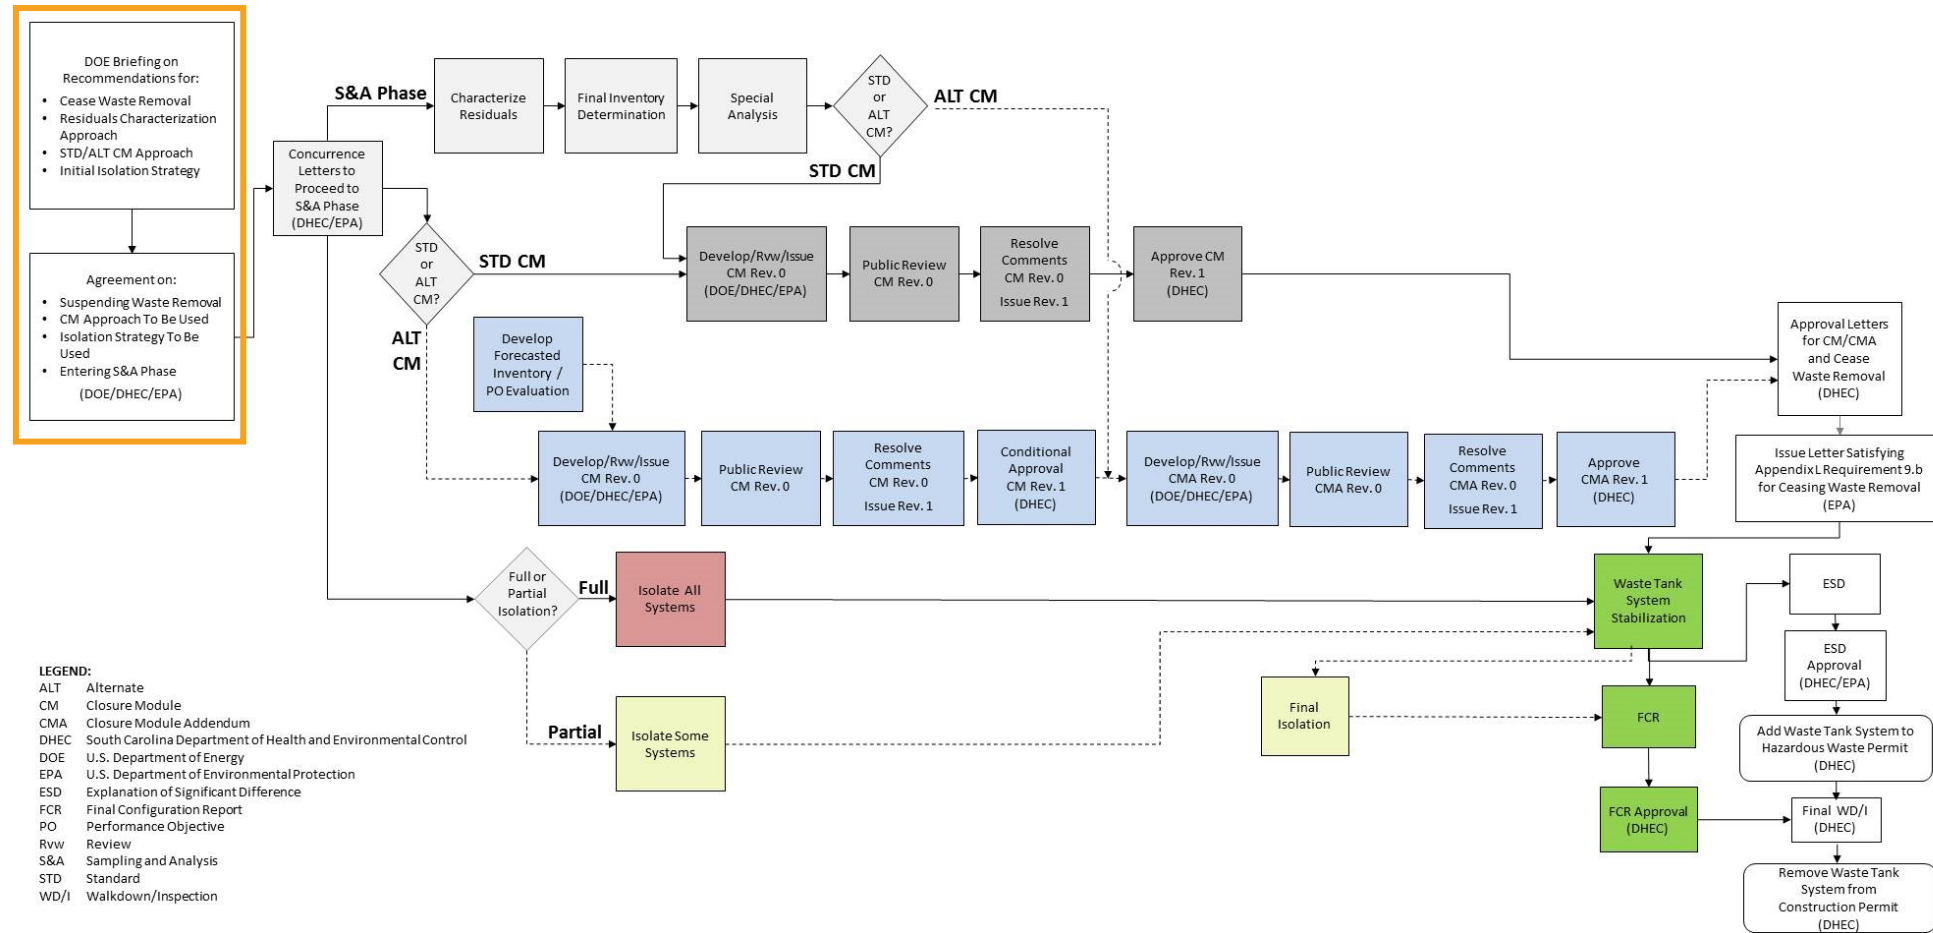 DOE Briefing on
Recommendations for:
• Cease Waste Removal
• Residuals Characterization
Approach
• STD/ALT CM Approach
• Initial Isolation Strategy
Agreement on:
• Suspending Waste Removal
• CM Approach To Be Used
• Isolation Strategy To Be
Used
• Entering S&A Phase
(DOE/DHEC/EPA)
Concurrence
Letters to
Proceed to
S&A Phase
(DHEC/EPA)
S&A Phase
Characterize
Residuals
Final Inventory
Determination
Special
Analysis
STD
or
ALT
CM?
ALT CM
STD CM
STD
or
ALT
CM?
STD CM
ALT
CM
Develop/Rvw/Issue
CM Rev. 0
(DOE/DHEC/EPA)
Public Review
CM Rev. 0
Resolve
Comments
CM Rev. 0
Issue Rev. 1
Approve CM
Rev. 1
(DHEC)
Develop
Forecasted
Inventory /
PO Evaluation
Develop/Rvw/Issue
CM Rev. 0
(DOE/DHEC/EPA)
Public Review
CM Rev. 0
Resolve
Comments
CM Rev. 0
Issue Rev. 1
Conditional
Approval
CM Rev. 1
(DHEC)
Develop/Rvw/Issue
CMA Rev. 0
(DOE/DHEC/EPA)
Public Review
CMA Rev. 0
Resolve
Comments
CMA Rev. 0
Issue Rev. 1
Approve
CMA Rev. 1
(DHEC)
Approval Letters
for CM/CMA
and Cease
Waste Removal
(DHEC)
Issue Letter Satisfying
Appendix L Requirement 9.b
for Ceasing Waste Removal
(EPA)
Full or
Partial
Isolation?
Full
Isolate All
Systems
Partial
Isolate Some
Systems
Waste Tank
System
Stabilization
Final
Isolation
FCR
FCR Approval
(DHEC)
ESD
ESD
Approval
(DHEC/EPA)
Add Waste Tank System to
Hazardous Waste Permit
(DHEC)
Final WD/I
(DHEC)
Remove Waste Tank
System from
Construction Permit
(DHEC)
LEGEND:
ALT Alternate
CM Closure Module
CMA Closure Module Addendum
DHEC South Carolina Department of Health and Environmental Control
DOE U.S. Department of Energy
EPA U.S. Department of Environmental Protection
ESD Explanation of Significant Difference
FCR Final Configuration Report
PO Performance Objective
Rvw Review
S&A Sampling and Analysis
STD Standard
WD/I Walkdown/Inspection